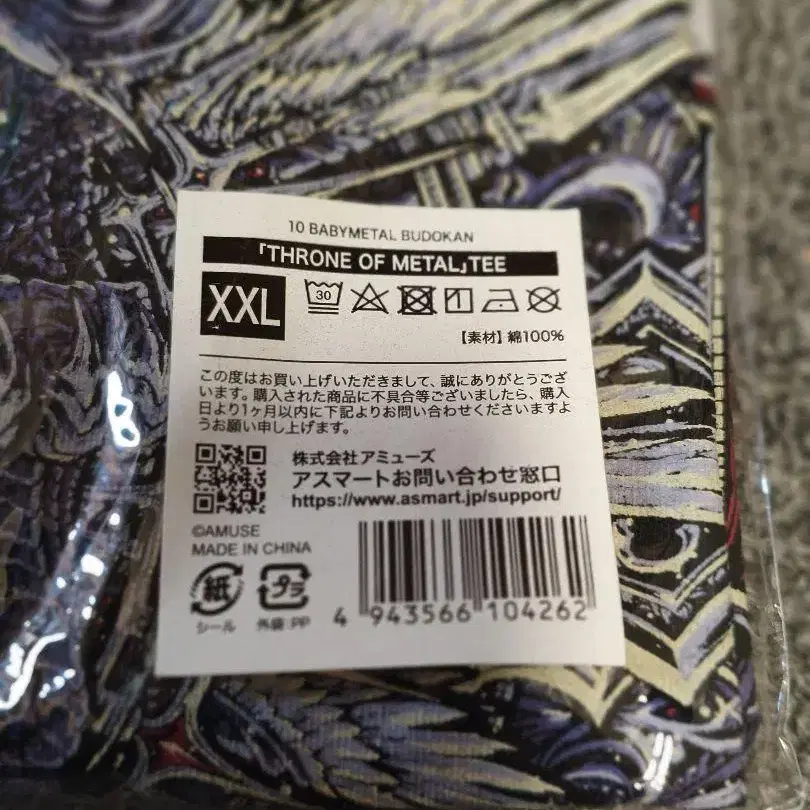 10 BABYMETAL BUDOKAN
「THRONE OF METAL」TEE
XXL
30
【素材】綿100%
この度はお買い上げいただきまして、誠にありがとうござ
います。購入された商品に不具合等ございましたら、購入
日より1ヶ月以内に下記よりお問い合わせくださいますよ
うお願い申し上げます。
株式会社アミューズ
アスマートお問い合わせ窓口
https://www.asmart.jp/support/
©AMUSE
MADE IN CHINA
紙
シール
プラ
外袋:PP
4 943566 104262